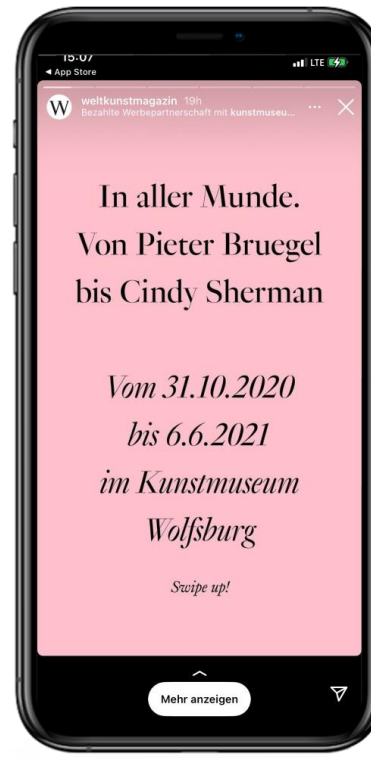 15:07
◀ App Store
LTE
W
weltkunstmagazin 19h
Bezahlte Werbepartnerschaft mit kunstmuseu...
In aller Munde.
Von Pieter Bruegel
bis Cindy Sherman
Vom 31.10.2020
bis 6.6.2021
im Kunstmuseum
Wolfsburg
Swipe up!
Mehr anzeigen